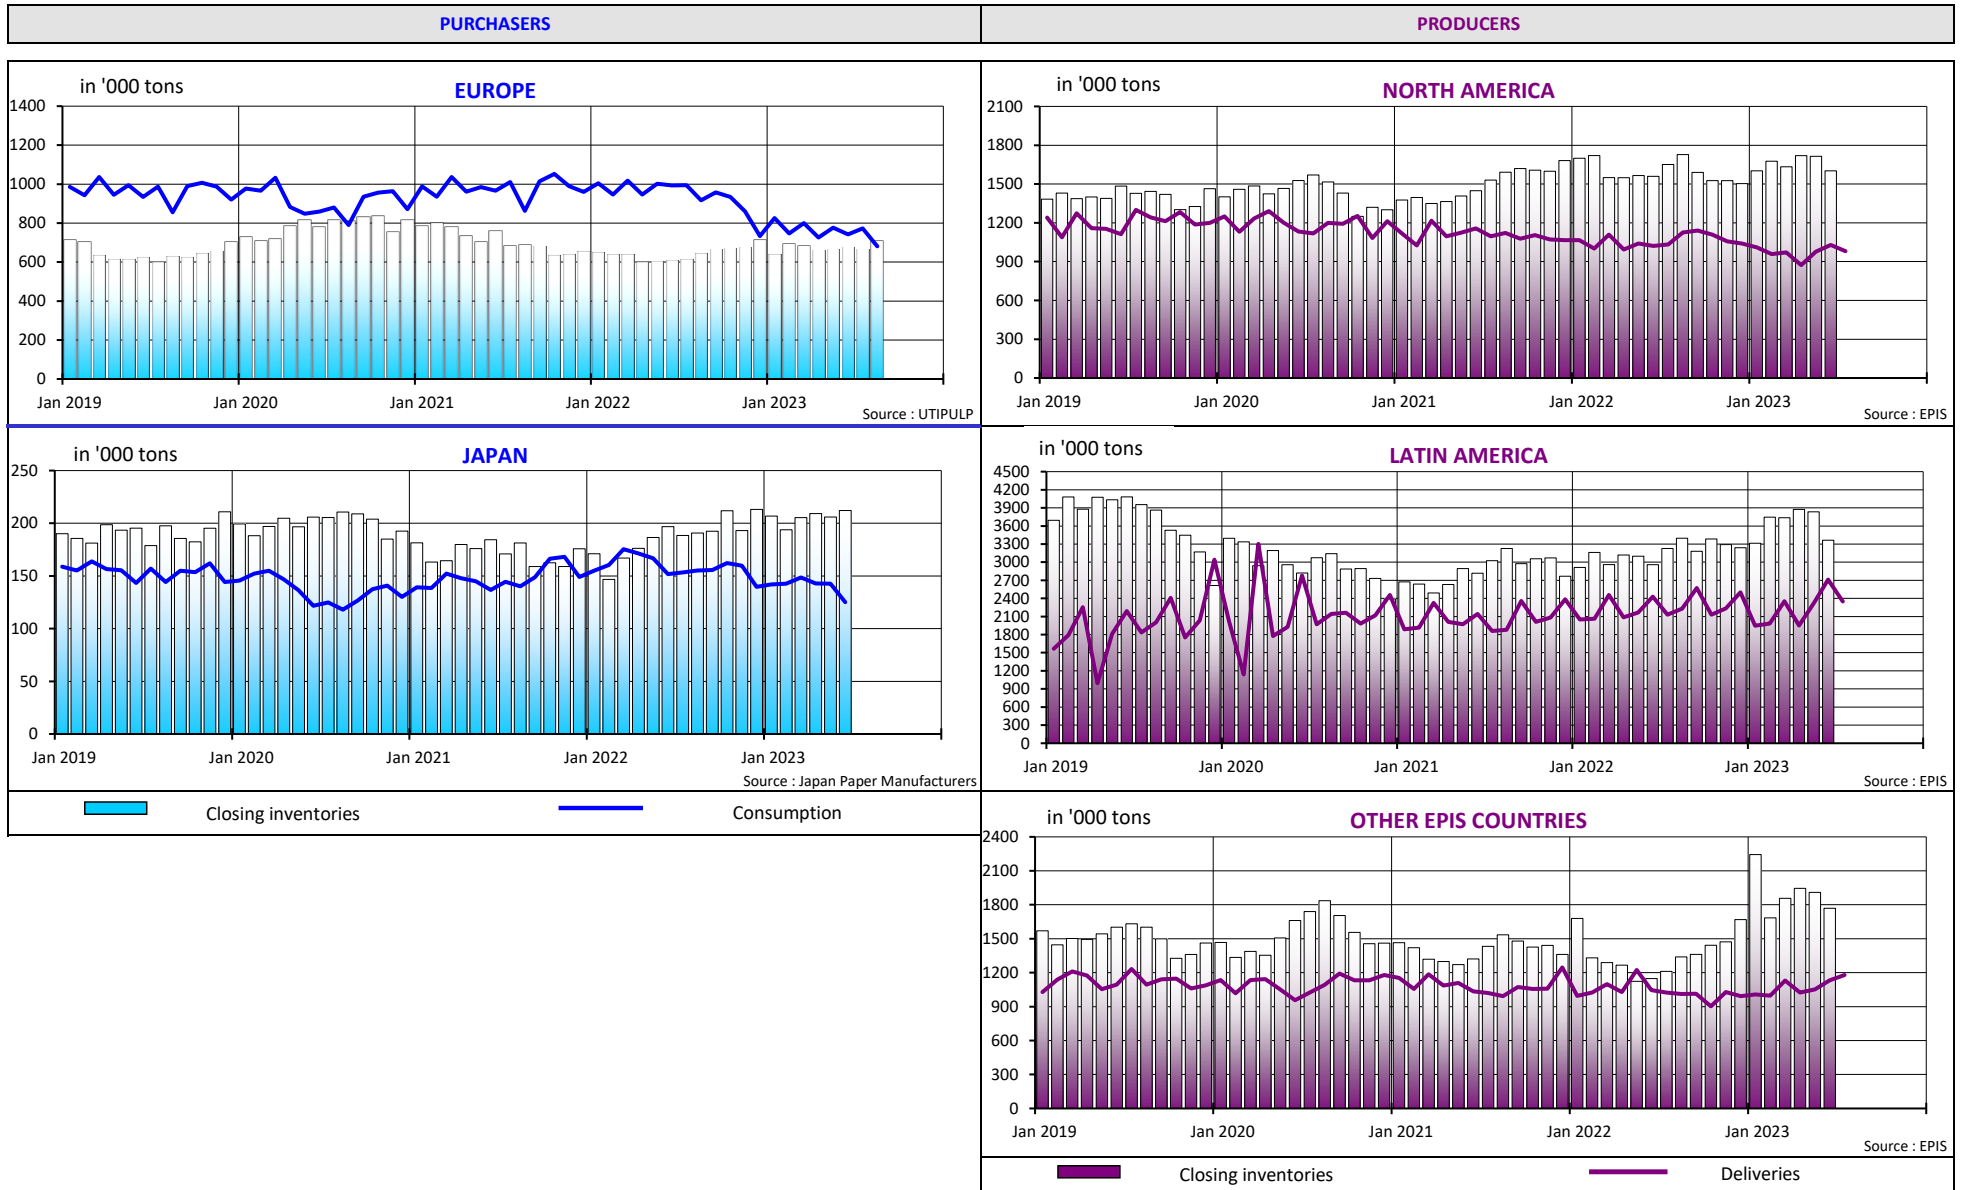 PURCHASERS
PRODUCERS
in '000 tons
EUROPE
1400
1200
1000
800
600
400
200
0
Jan 2019
Jan 2020
Jan 2021
Jan 2022
Jan 2023
Source : UTIPULP
in '000 tons
NORTH AMERICA
2100
1800
1500
1200
900
600
300
0
Jan 2019
Jan 2020
Jan 2021
Jan 2022
Jan 2023
Source : EPIS
in '000 tons
JAPAN
250
200
150
100
50
0
Jan 2019
Jan 2020
Jan 2021
Jan 2022
Jan 2023
Source : Japan Paper Manufacturers
Closing inventories
Consumption
in '000 tons
LATIN AMERICA
4500
4200
3900
3600
3300
3000
2700
2400
2100
1800
1500
1200
900
600
300
0
Jan 2019
Jan 2020
Jan 2021
Jan 2022
Jan 2023
Source : EPIS
in '000 tons
OTHER EPIS COUNTRIES
2400
2100
1800
1500
1200
900
600
300
0
Jan 2019
Jan 2020
Jan 2021
Jan 2022
Jan 2023
Source : EPIS
Closing inventories
Deliveries